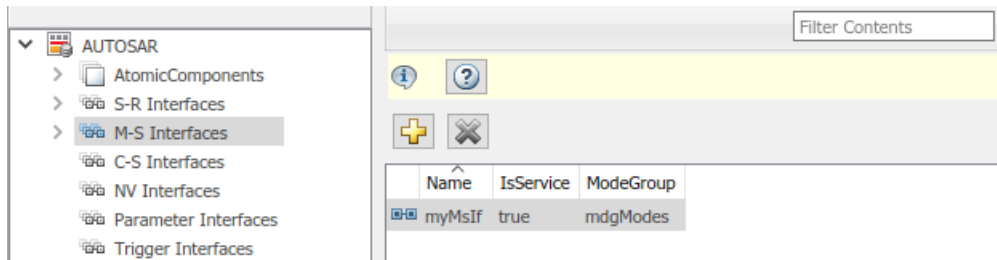 Filter Contents
AUTOSAR
AtomicComponents
S-R Interfaces
M-S Interfaces
C-S Interfaces
NV Interfaces
Parameter Interfaces
Trigger Interfaces
Name IsService ModeGroup
myMsIf true mdgModes